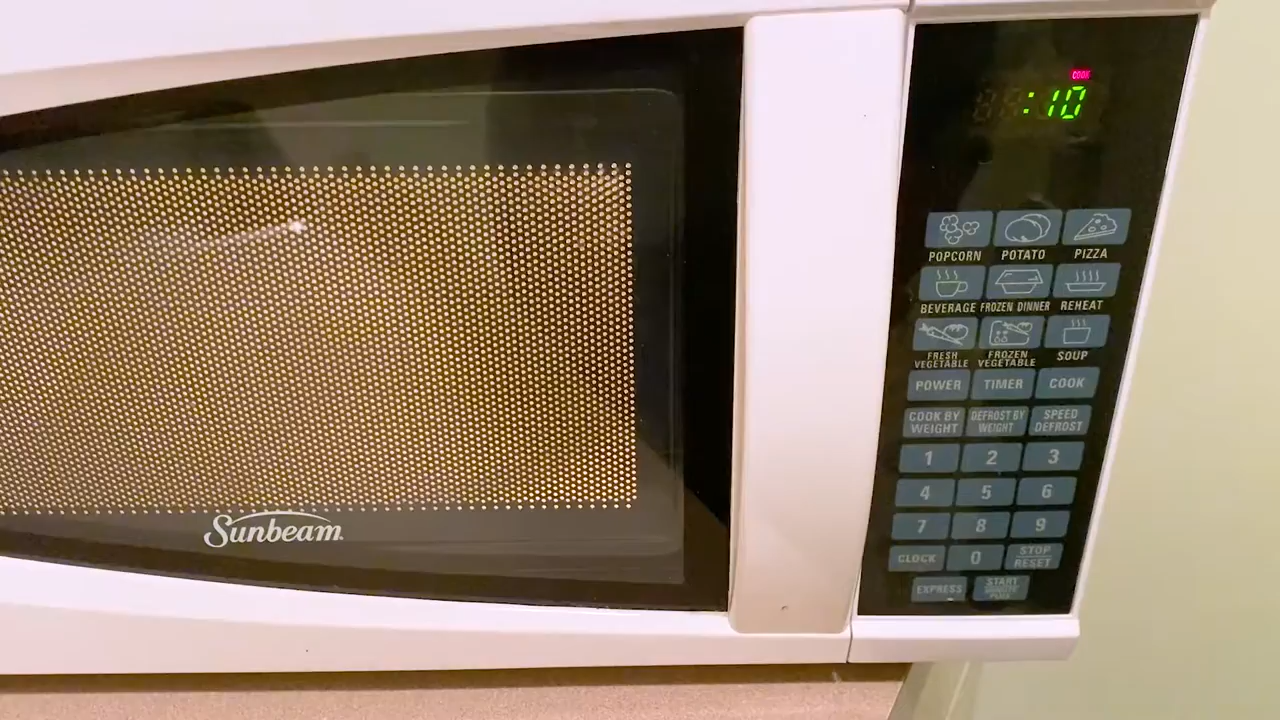 COOK
:10
POPCORN POTATO PIZZA
BEVERAGE FROZEN DINNER REHEAT
FRESH VEGETABLE FROZEN VEGETABLE SOUP
POWER TIMER COOK
COOK BY WEIGHT DEFROST BY WEIGHT SPEED DEFROST
1 2 3
4 5 6
7 8 9
CLOCK 0 STOP RESET
EXPRESS START MINUTE PLUS
Sunbeam